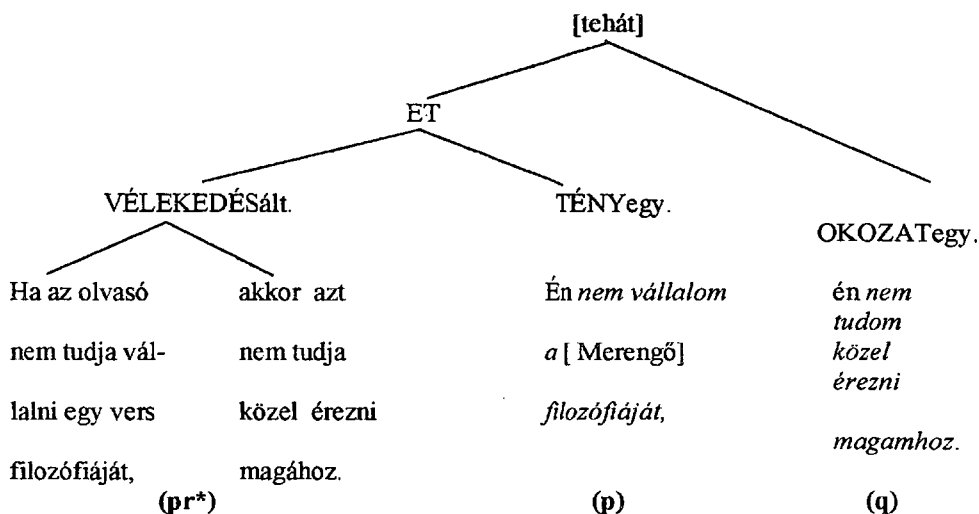 [tehát]
ET
VÉLEKEDÉSált.
TÉNYegy.
OKOZATegy.
Ha az olvasó
nem tudja vál-
lalni egy vers
filozófiáját,
akkor azt
nem tudja
közel érezni
magához.
(pr*)
Én nem vállalom
a [ Merengő]
filozófiáját,
(p)
én nem
tudom
közel
érezni
magamhoz.
(q)